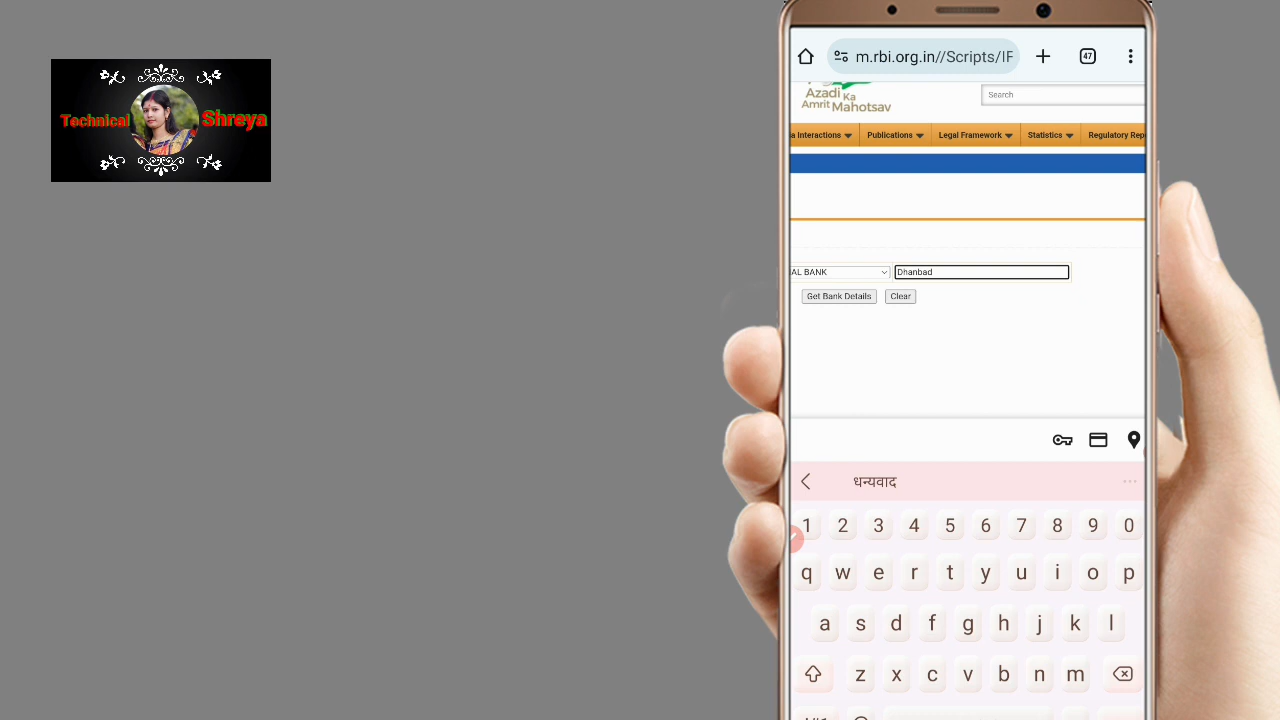 Technical Shreya
47
m.rbi.org.in//Scripts/IF
Azadi
Ka
Amrit Mahotsav
Search
a Interactions
Publications
Legal Framework
Statistics
Regulatory Rep
AL BANK
Dhanbad
Get Bank Details
Clear
धन्यवाद
1 2 3 4 5 6 7 8 9 0
q w e r t y u i o p
a s d f g h j k l
z x c v b n m